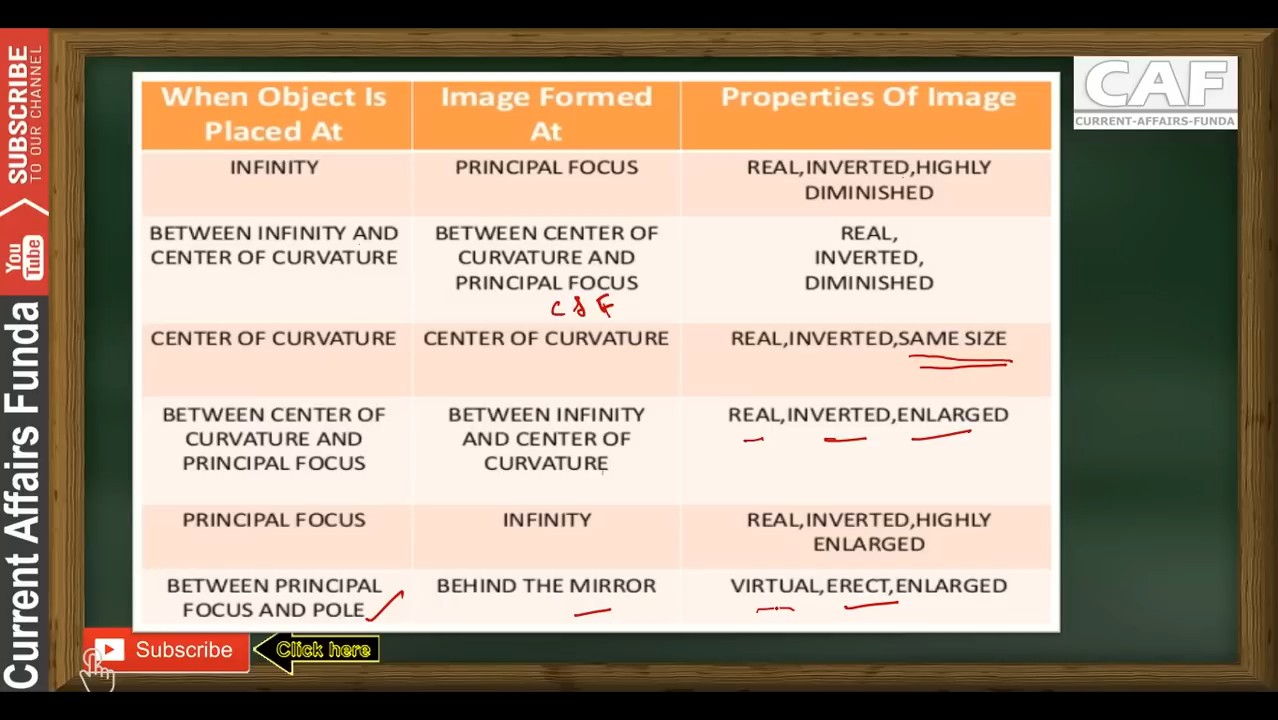 SUBSCRIBE
TO OUR CHANNEL
You
Tube
Current Affairs Funda
CAF
CURRENT-AFFAIRS-FUNDA
When Object Is
Placed At
Image Formed
At
Properties Of Image
INFINITY
PRINCIPAL FOCUS
REAL,INVERTED,HIGHLY
DIMINISHED
BETWEEN INFINITY AND
CENTER OF CURVATURE
BETWEEN CENTER OF
CURVATURE AND
PRINCIPAL FOCUS
C & F
REAL,
INVERTED,
DIMINISHED
CENTER OF CURVATURE
CENTER OF CURVATURE
REAL,INVERTED,SAME SIZE
BETWEEN CENTER OF
CURVATURE AND
PRINCIPAL FOCUS
BETWEEN INFINITY
AND CENTER OF
CURVATURE
REAL,INVERTED,ENLARGED
PRINCIPAL FOCUS
INFINITY
REAL,INVERTED,HIGHLY
ENLARGED
BETWEEN PRINCIPAL
FOCUS AND POLE
BEHIND THE MIRROR
VIRTUAL,ERECT,ENLARGED
Subscribe
Click here